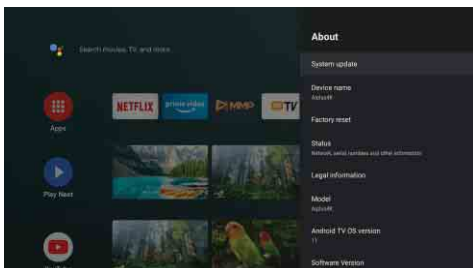 Search movies, TV, and more
Apps
NETFLIX
prime video
MMP
TV
Play Next
About
System update
Device name
Factory reset
Status
Network, serial numbers and other information
Legal information
Model
Android TV OS version
11
Software Version